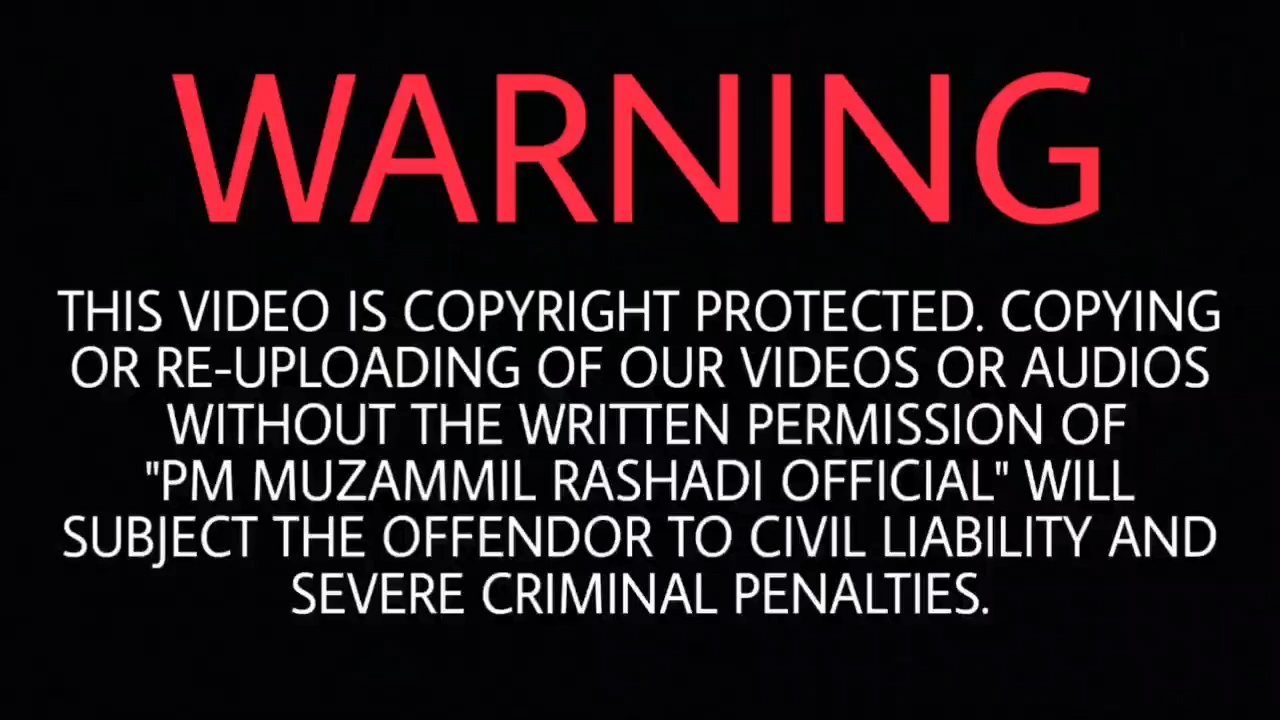 WARNING
THIS VIDEO IS COPYRIGHT PROTECTED. COPYING
OR RE-UPLOADING OF OUR VIDEOS OR AUDIOS
WITHOUT THE WRITTEN PERMISSION OF
"PM MUZAMMIL RASHADI OFFICIAL" WILL
SUBJECT THE OFFENDOR TO CIVIL LIABILITY AND
SEVERE CRIMINAL PENALTIES.